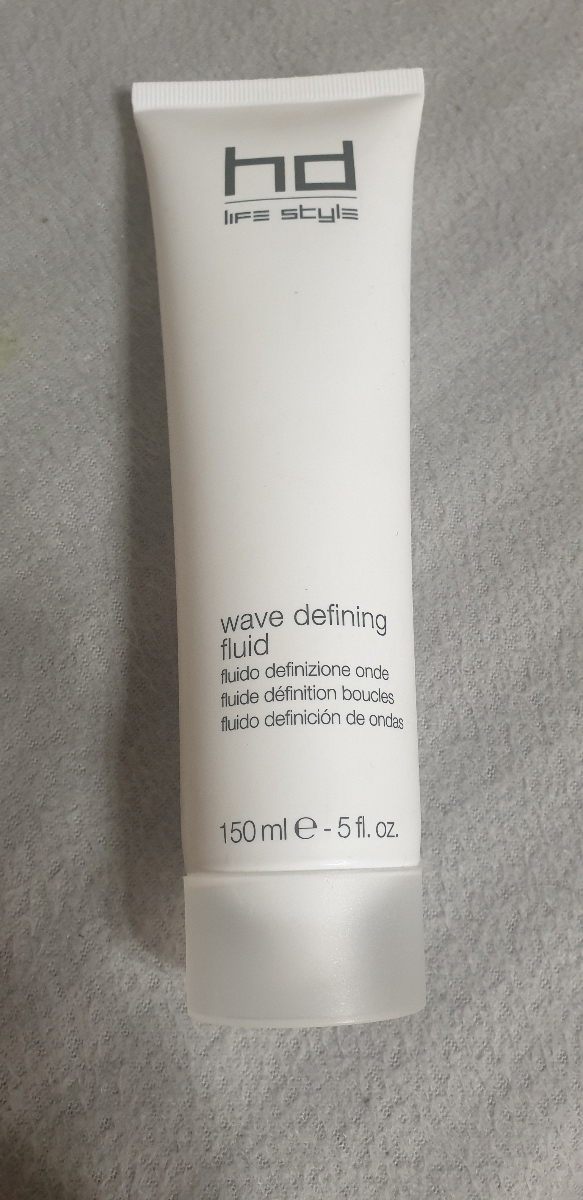 hd
LIFE STYLE
wave defining
fluid
fluido definizione onde
fluide définition boucles
fluido definición de ondas
150 ml ℮ - 5 fl. oz.